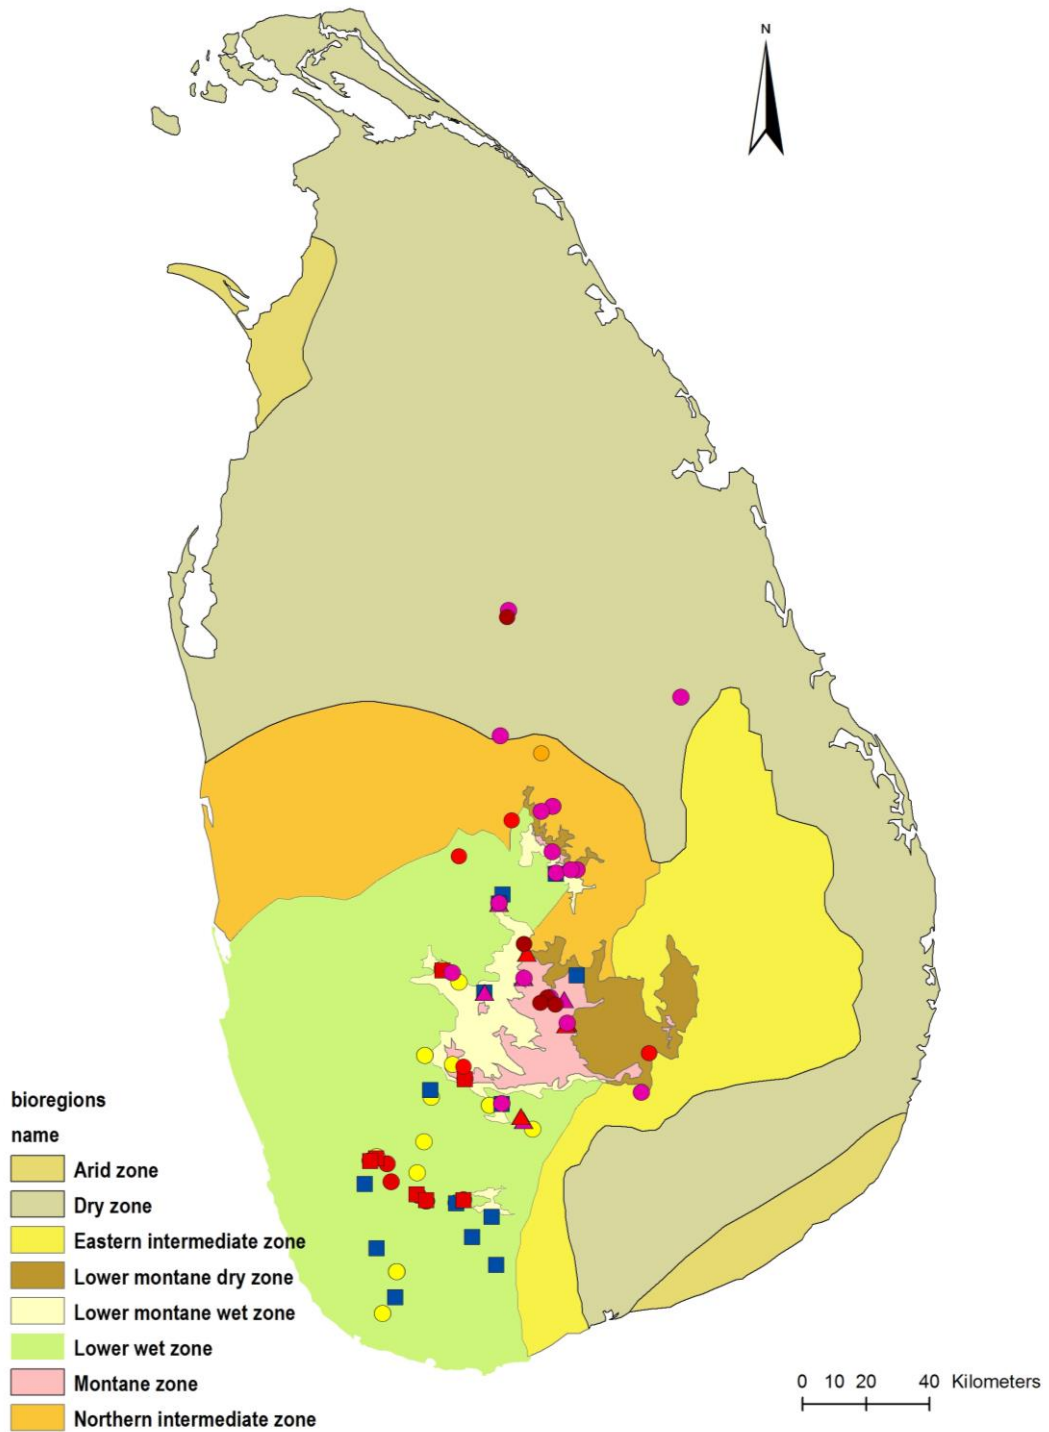 N
bioregions
name
Arid zone
Dry zone
Eastern intermediate zone
Lower montane dry zone
Lower montane wet zone
Lower wet zone
Montane zone
Northern intermediate zone
0 10 20 40 Kilometers